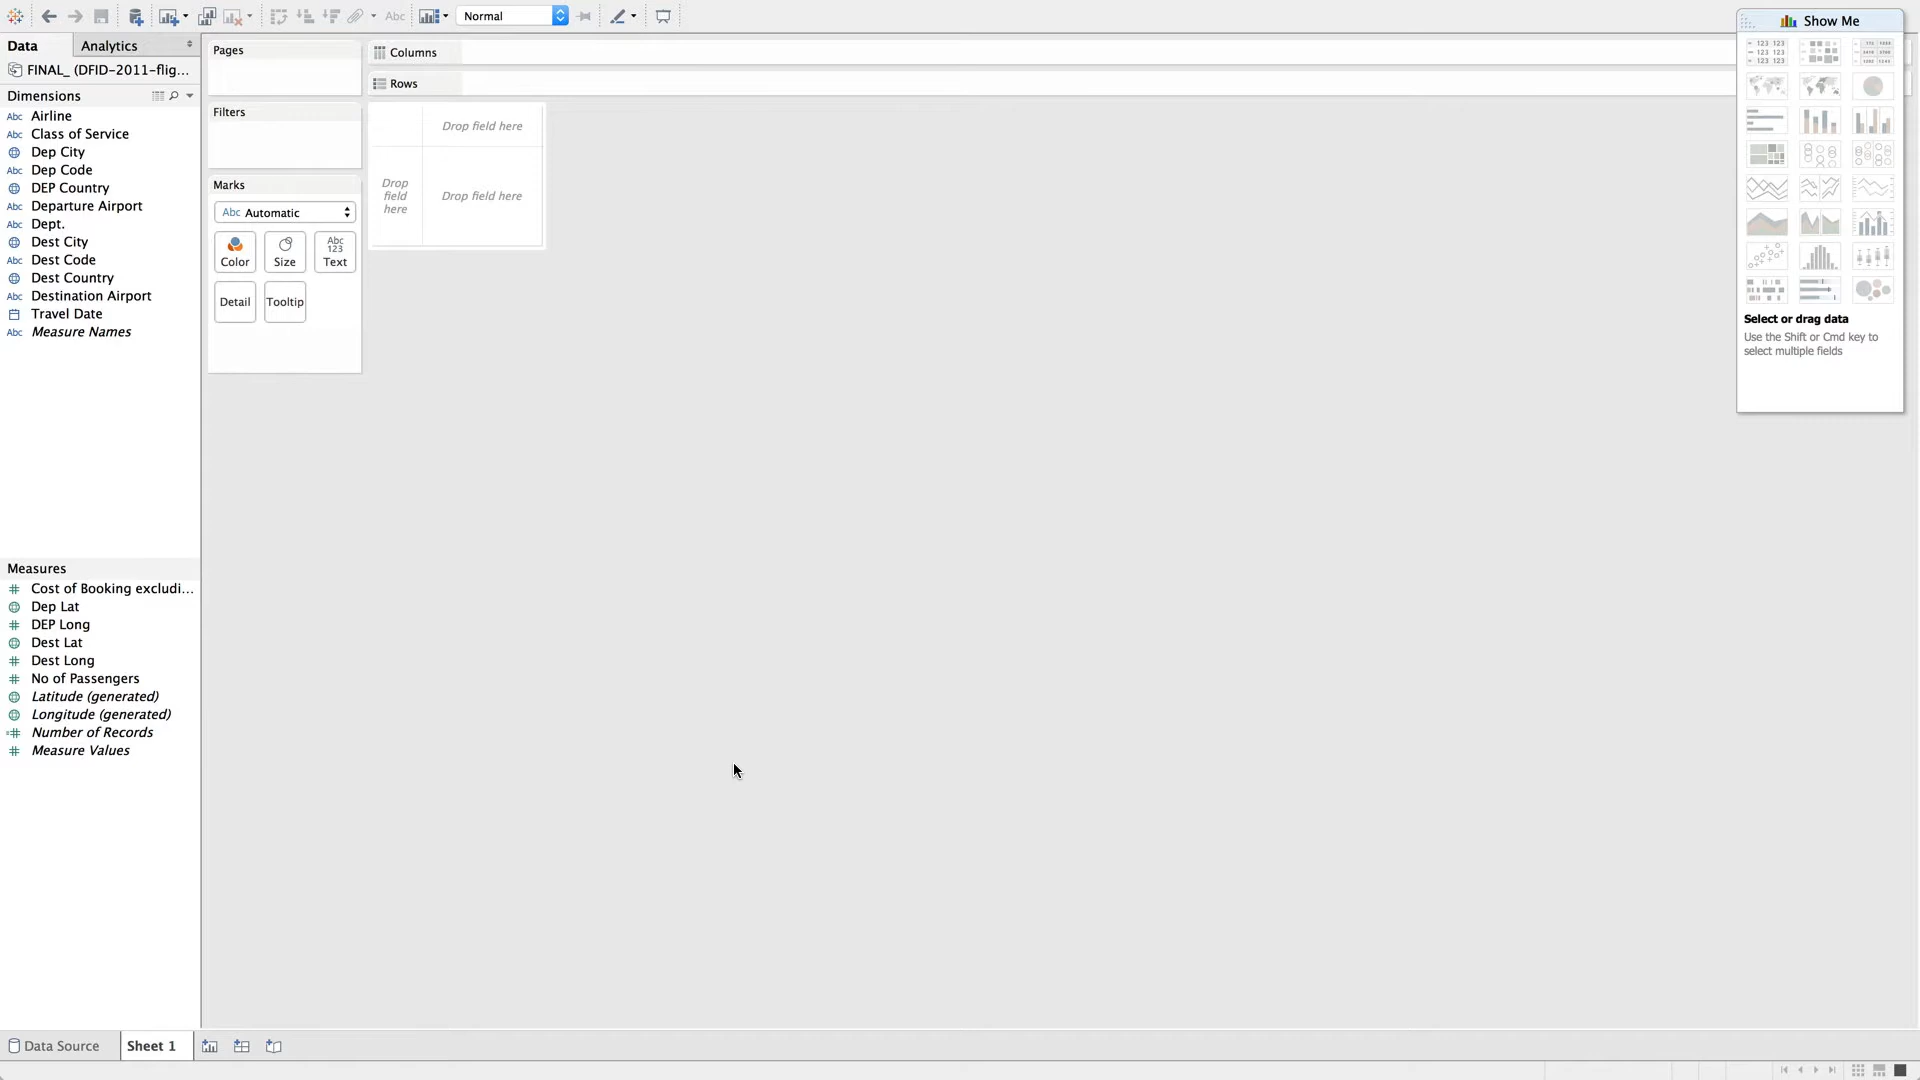 Abc
Normal
Show Me
Data
Analytics
Pages
Columns
FINAL_ (DFID-2011-flig...
Rows
Dimensions
Filters
Airline
Class of Service
Dep City
Dep Code
DEP Country
Departure Airport
Dept.
Dest City
Dest Code
Dest Country
Destination Airport
Travel Date
Measure Names
Marks
Abc Automatic
Color
Size
Abc
123
Text
Detail
Tooltip
Drop field here
Drop
field
here
Drop field here
Select or drag data
Use the Shift or Cmd key to
select multiple fields
Measures
Cost of Booking excludi...
Dep Lat
DEP Long
Dest Lat
Dest Long
No of Passengers
Latitude (generated)
Longitude (generated)
Number of Records
Measure Values
Data Source
Sheet 1